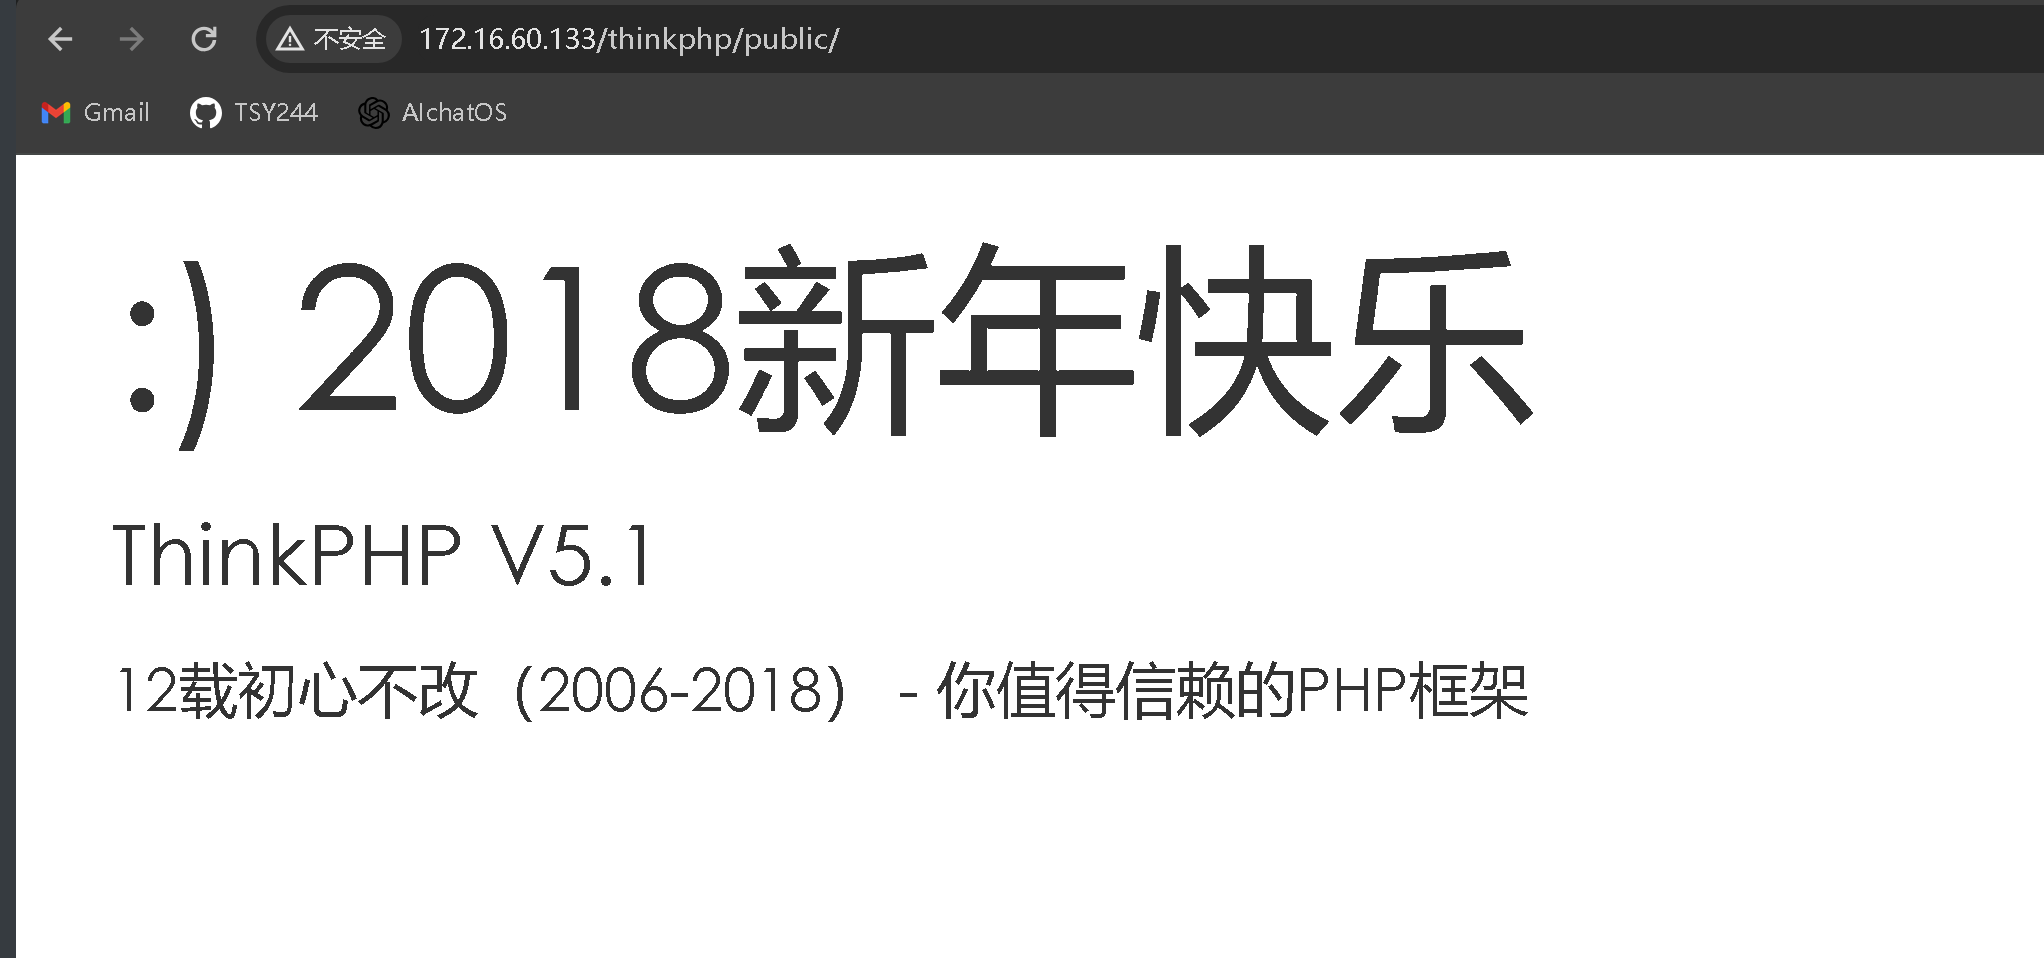 不安全 172.16.60.133/thinkphp/public/
Gmail TSY244 AIchatOS
:) 2018新年快乐
ThinkPHP V5.1
12载初心不改（2006-2018） - 你值得信赖的PHP框架